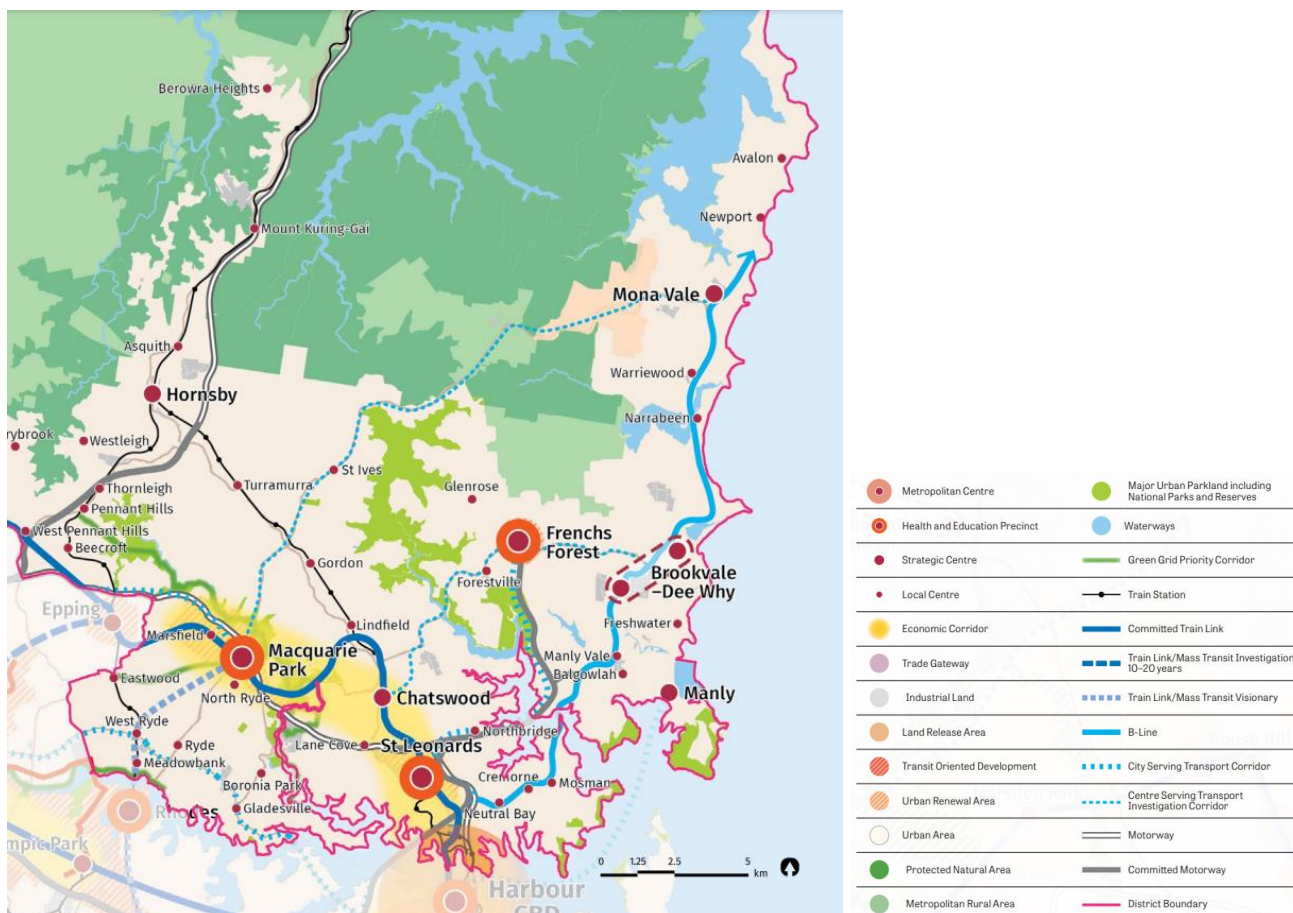 Berowra Heights
Avalon
Newport
Mount Kuring-Gai
Mona Vale
Asquith
Warriewood
Hornsby
Narrabeen
rybrook
Westleigh
St Ives
Turramurra
Glenrose
Thornleigh
Pennant Hills
West Pennant Hills
Frenchs
Forest
Beecroft
Gordon
Forestville
Brookvale
–Dee Why
Epping
Lindfield
Freshwater
Marsfield
Macquarie
Park
Manly Vale
Balgowlah
Eastwood
North Ryde
Chatswood
Manly
West Ryde
Northbridge
Ryde
Lane Cove
St Leonards
Meadowbank
Boronia Park
Cremorne
Mosman
Gladesville
Neutral Bay
Rhodes
mpic Park
Harbour
CBD
0 1.25 2.5 5
km
Metropolitan Centre
Health and Education Precinct
Strategic Centre
Local Centre
Economic Corridor
Trade Gateway
Industrial Land
Land Release Area
Transit Oriented Development
Urban Renewal Area
Urban Area
Protected Natural Area
Metropolitan Rural Area
Major Urban Parkland including
National Parks and Reserves
Waterways
Green Grid Priority Corridor
Train Station
Committed Train Link
Train Link/Mass Transit Investigation
10–20 years
Train Link/Mass Transit Visionary
B-Line
City Serving Transport Corridor
Centre Serving Transport
Investigation Corridor
Motorway
Committed Motorway
District Boundary
Rouse Hill